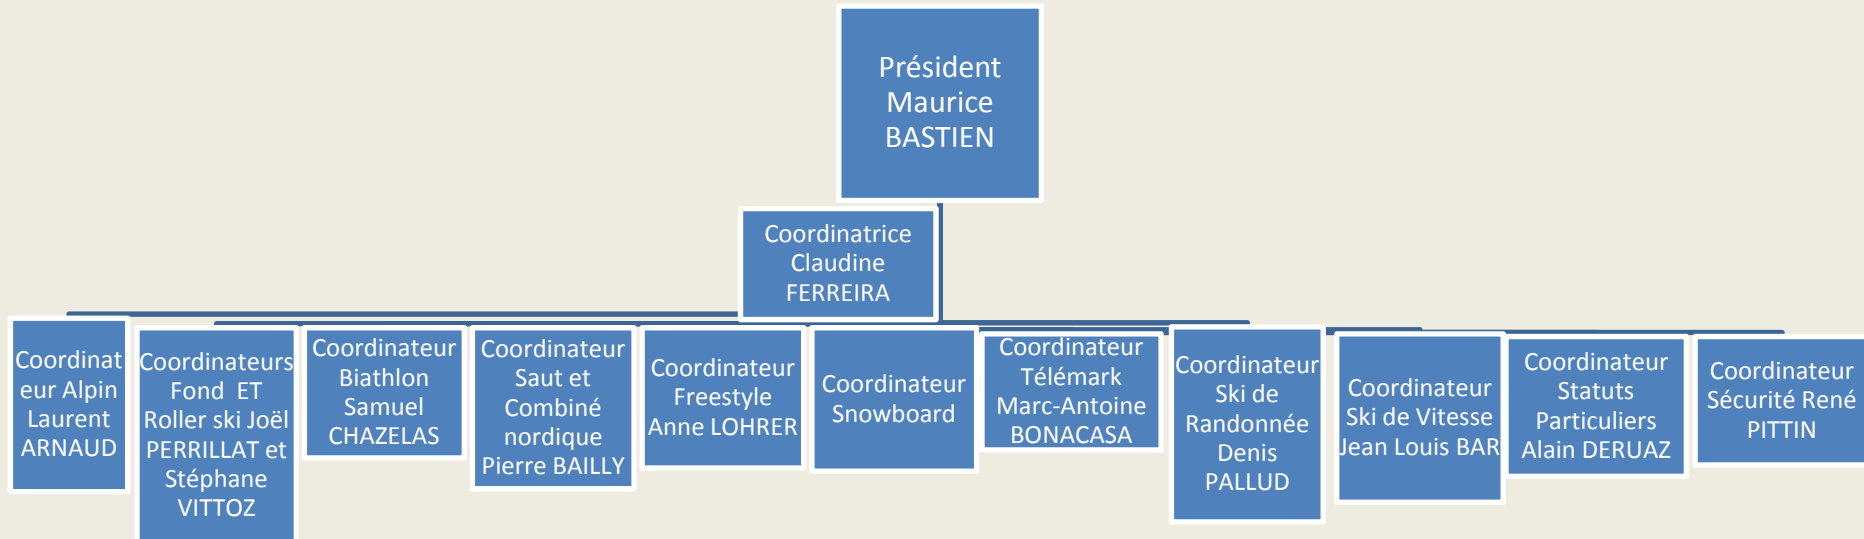 Président
Maurice
BASTIEN
Coordinatrice
Claudine
FERREIRA
Coordinat
eur Alpin
Laurent
ARNAUD
Coordinateurs
Fond ET
Roller ski Joël
PERRILLAT et
Stéphane
VITTOZ
Coordinateur
Biathlon
Samuel
CHAZELAS
Coordinateur
Saut et
Combiné
nordique
Pierre BAILLY
Coordinateur
Freestyle
Anne LOHRER
Coordinateur
Snowboard
Coordinateur
Télémark
Marc-Antoine
BONACASA
Coordinateur
Ski de
Randonnée
Denis
PALLUD
Coordinateur
Ski de Vitesse
Jean Louis BAR
Coordinateur
Statuts
Particuliers
Alain DERUAZ
Coordinateur
Sécurité René
PITTIN